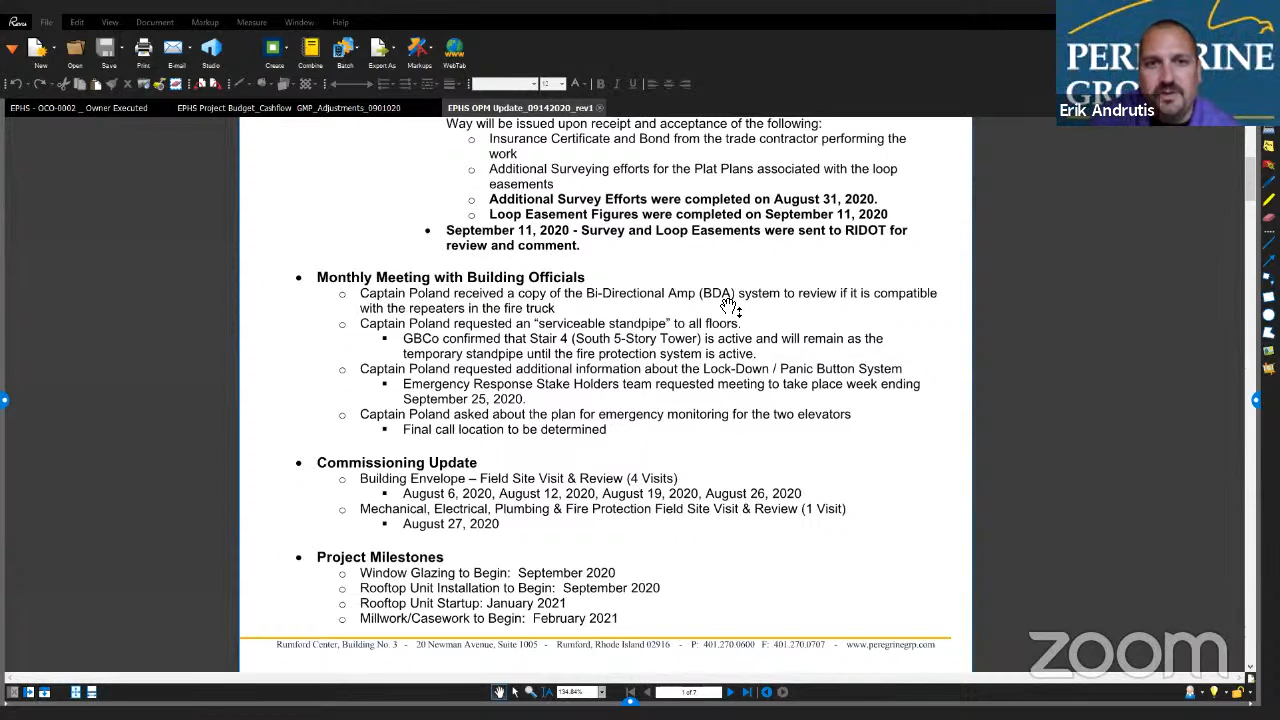 Revu File Edit View Document Markup Measure Window Help
New Open Save Print E-mail Studio Create Combine Batch Export As Markups WebTab
12
EPHS - OCO-0002_ _Owner Executed EPHS Project Budget_Cashflow_GMP_Adjustments_0901020 EPHS OPM Update_09142020_rev1
PEREGRINE
GRO
Erik Andrutis
Way will be issued upon receipt and acceptance of the following:
o Insurance Certificate and Bond from the trade contractor performing the
work
o Additional Surveying efforts for the Plat Plans associated with the loop
easements
o Additional Survey Efforts were completed on August 31, 2020.
o Loop Easement Figures were completed on September 11, 2020
• September 11, 2020 - Survey and Loop Easements were sent to RIDOT for
review and comment.
• Monthly Meeting with Building Officials
o Captain Poland received a copy of the Bi-Directional Amp (BDA) system to review if it is compatible
with the repeaters in the fire truck
o Captain Poland requested an “serviceable standpipe” to all floors.
▪ GBCo confirmed that Stair 4 (South 5-Story Tower) is active and will remain as the
temporary standpipe until the fire protection system is active.
o Captain Poland requested additional information about the Lock-Down / Panic Button System
▪ Emergency Response Stake Holders team requested meeting to take place week ending
September 25, 2020.
o Captain Poland asked about the plan for emergency monitoring for the two elevators
▪ Final call location to be determined
• Commissioning Update
o Building Envelope – Field Site Visit & Review (4 Visits)
▪ August 6, 2020, August 12, 2020, August 19, 2020, August 26, 2020
o Mechanical, Electrical, Plumbing & Fire Protection Field Site Visit & Review (1 Visit)
▪ August 27, 2020
• Project Milestones
o Window Glazing to Begin: September 2020
o Rooftop Unit Installation to Begin: September 2020
o Rooftop Unit Startup: January 2021
o Millwork/Casework to Begin: February 2021
Rumford Center, Building No. 3 - 20 Newman Avenue, Suite 1005 - Rumford, Rhode Island 02916 - P: 401.270.0600 F: 401.270.0707 - www.peregrinegrp.com
zoom
134.84% 1 of 7